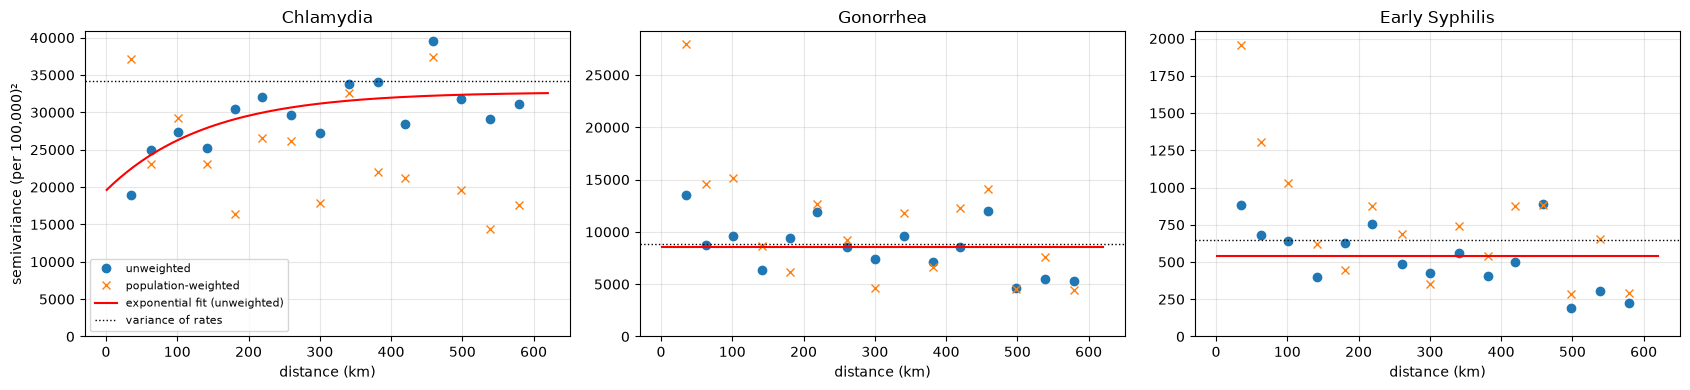 Chlamydia
semivariance (per 100,000)²
40000
35000
30000
25000
20000
15000
10000
5000
0
unweighted
population-weighted
exponential fit (unweighted)
variance of rates
0 100 200 300 400 500 600
distance (km)
Gonorrhea
25000
20000
15000
10000
5000
0
0 100 200 300 400 500 600
distance (km)
Early Syphilis
2000
1750
1500
1250
1000
750
500
250
0
0 100 200 300 400 500 600
distance (km)